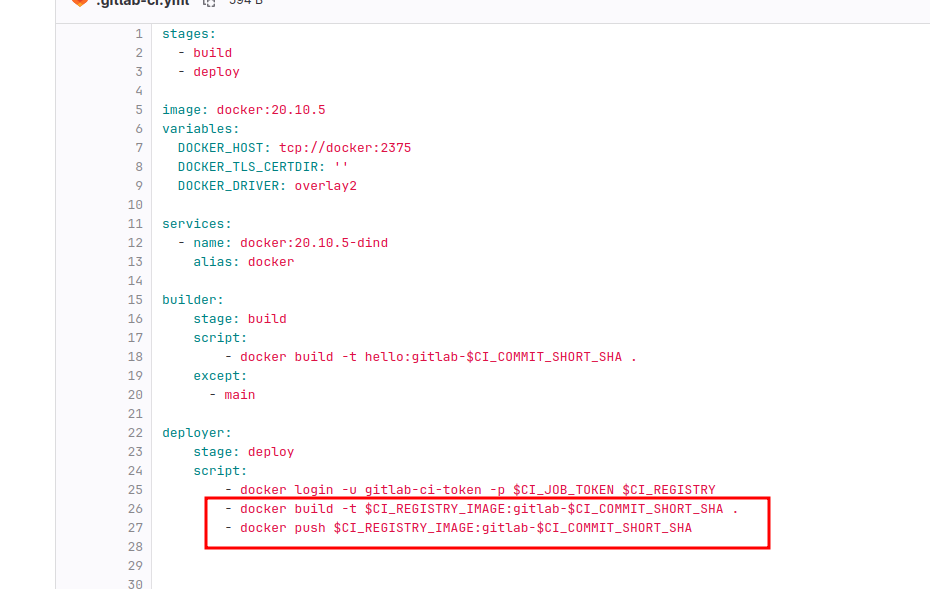 .gitlab-ci.yml 594 B
1 stages:
2   - build
3   - deploy
4
5 image: docker:20.10.5
6 variables:
7   DOCKER_HOST: tcp://docker:2375
8   DOCKER_TLS_CERTDIR: ''
9   DOCKER_DRIVER: overlay2
10
11 services:
12   - name: docker:20.10.5-dind
13     alias: docker
14
15 builder:
16     stage: build
17     script:
18         - docker build -t hello:gitlab-$CI_COMMIT_SHORT_SHA .
19     except:
20       - main
21
22 deployer:
23     stage: deploy
24     script:
25         - docker login -u gitlab-ci-token -p $CI_JOB_TOKEN $CI_REGISTRY
26         - docker build -t $CI_REGISTRY_IMAGE:gitlab-$CI_COMMIT_SHORT_SHA .
27         - docker push $CI_REGISTRY_IMAGE:gitlab-$CI_COMMIT_SHORT_SHA
28
29
30